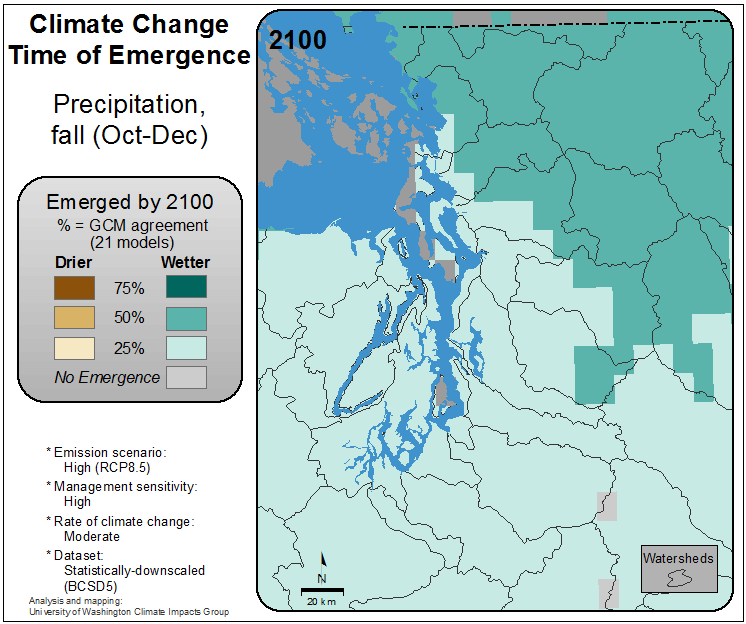 Climate Change
Time of Emergence
Precipitation,
fall (Oct-Dec)
Emerged by 2100
% = GCM agreement
(21 models)
Drier Wetter
75%
50%
25%
No Emergence
* Emission scenario:
High (RCP8.5)
* Management sensitivity:
High
* Rate of climate change:
Moderate
* Dataset:
Statistically-downscaled
(BCSD5)
Analysis and mapping:
University of Washington Climate Impacts Group
2100
N
20 km
Watersheds